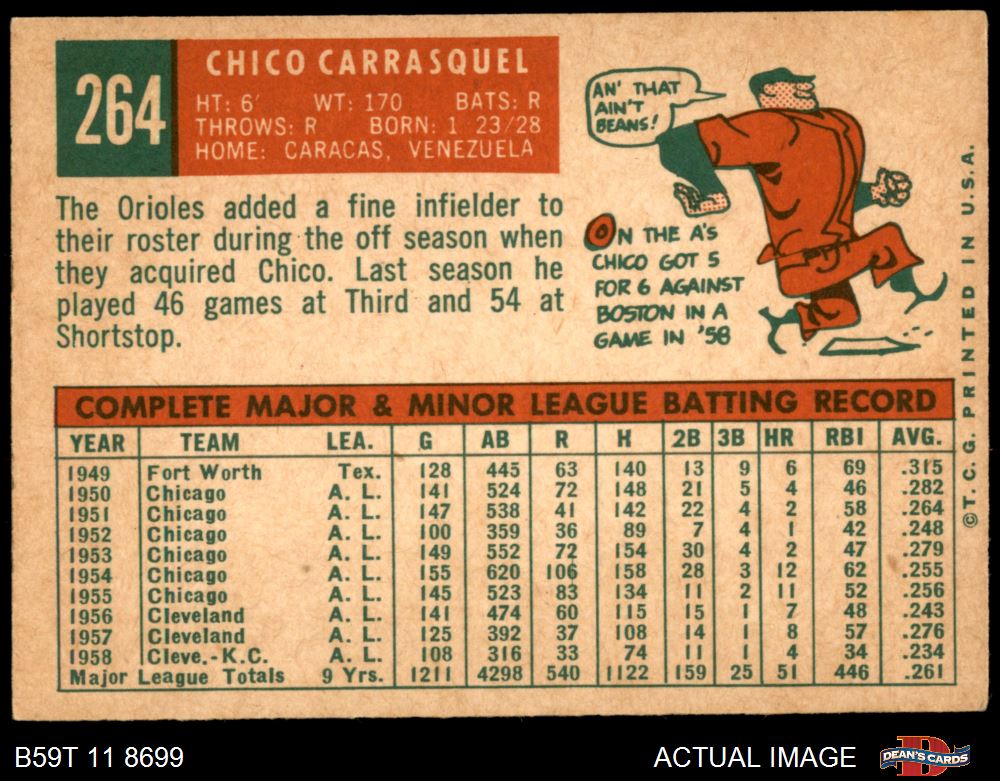 264
CHICO CARRASQUEL
HT: 6' WT: 170 BATS: R
THROWS: R BORN: 1 23/28
HOME: CARACAS, VENEZUELA
The Orioles added a fine infielder to
their roster during the off season when
they acquired Chico. Last season he
played 46 games at Third and 54 at
Shortstop.
AN' THAT
AIN'T
BEANS!
ON THE A'S
CHICO GOT 5
FOR 6 AGAINST
BOSTON IN A
GAME IN '58
COMPLETE MAJOR & MINOR LEAGUE BATTING RECORD
YEAR TEAM LEA. G AB R H 2B 3B HR RBI AVG.
1949 Fort Worth Tex. 128 445 63 140 13 9 6 69 .315
1950 Chicago A. L. 141 524 72 148 21 5 4 46 .282
1951 Chicago A. L. 147 538 41 142 22 4 2 58 .264
1952 Chicago A. L. 100 359 36 89 7 4 1 42 .248
1953 Chicago A. L. 149 552 72 154 30 4 2 47 .279
1954 Chicago A. L. 155 620 106 158 28 3 12 62 .255
1955 Chicago A. L. 145 523 83 134 11 2 11 52 .256
1956 Cleveland A. L. 141 474 60 115 15 1 7 48 .243
1957 Cleveland A. L. 125 392 37 108 14 1 8 57 .276
1958 Cleve.-K.C. A. L. 108 316 33 74 11 1 4 34 .234
Major League Totals 9 Yrs. 1211 4298 540 1122 159 25 51 446 .261
© T. C. G. PRINTED IN U.S.A.
B59T 11 8699
ACTUAL IMAGE
DEAN'S CARDS